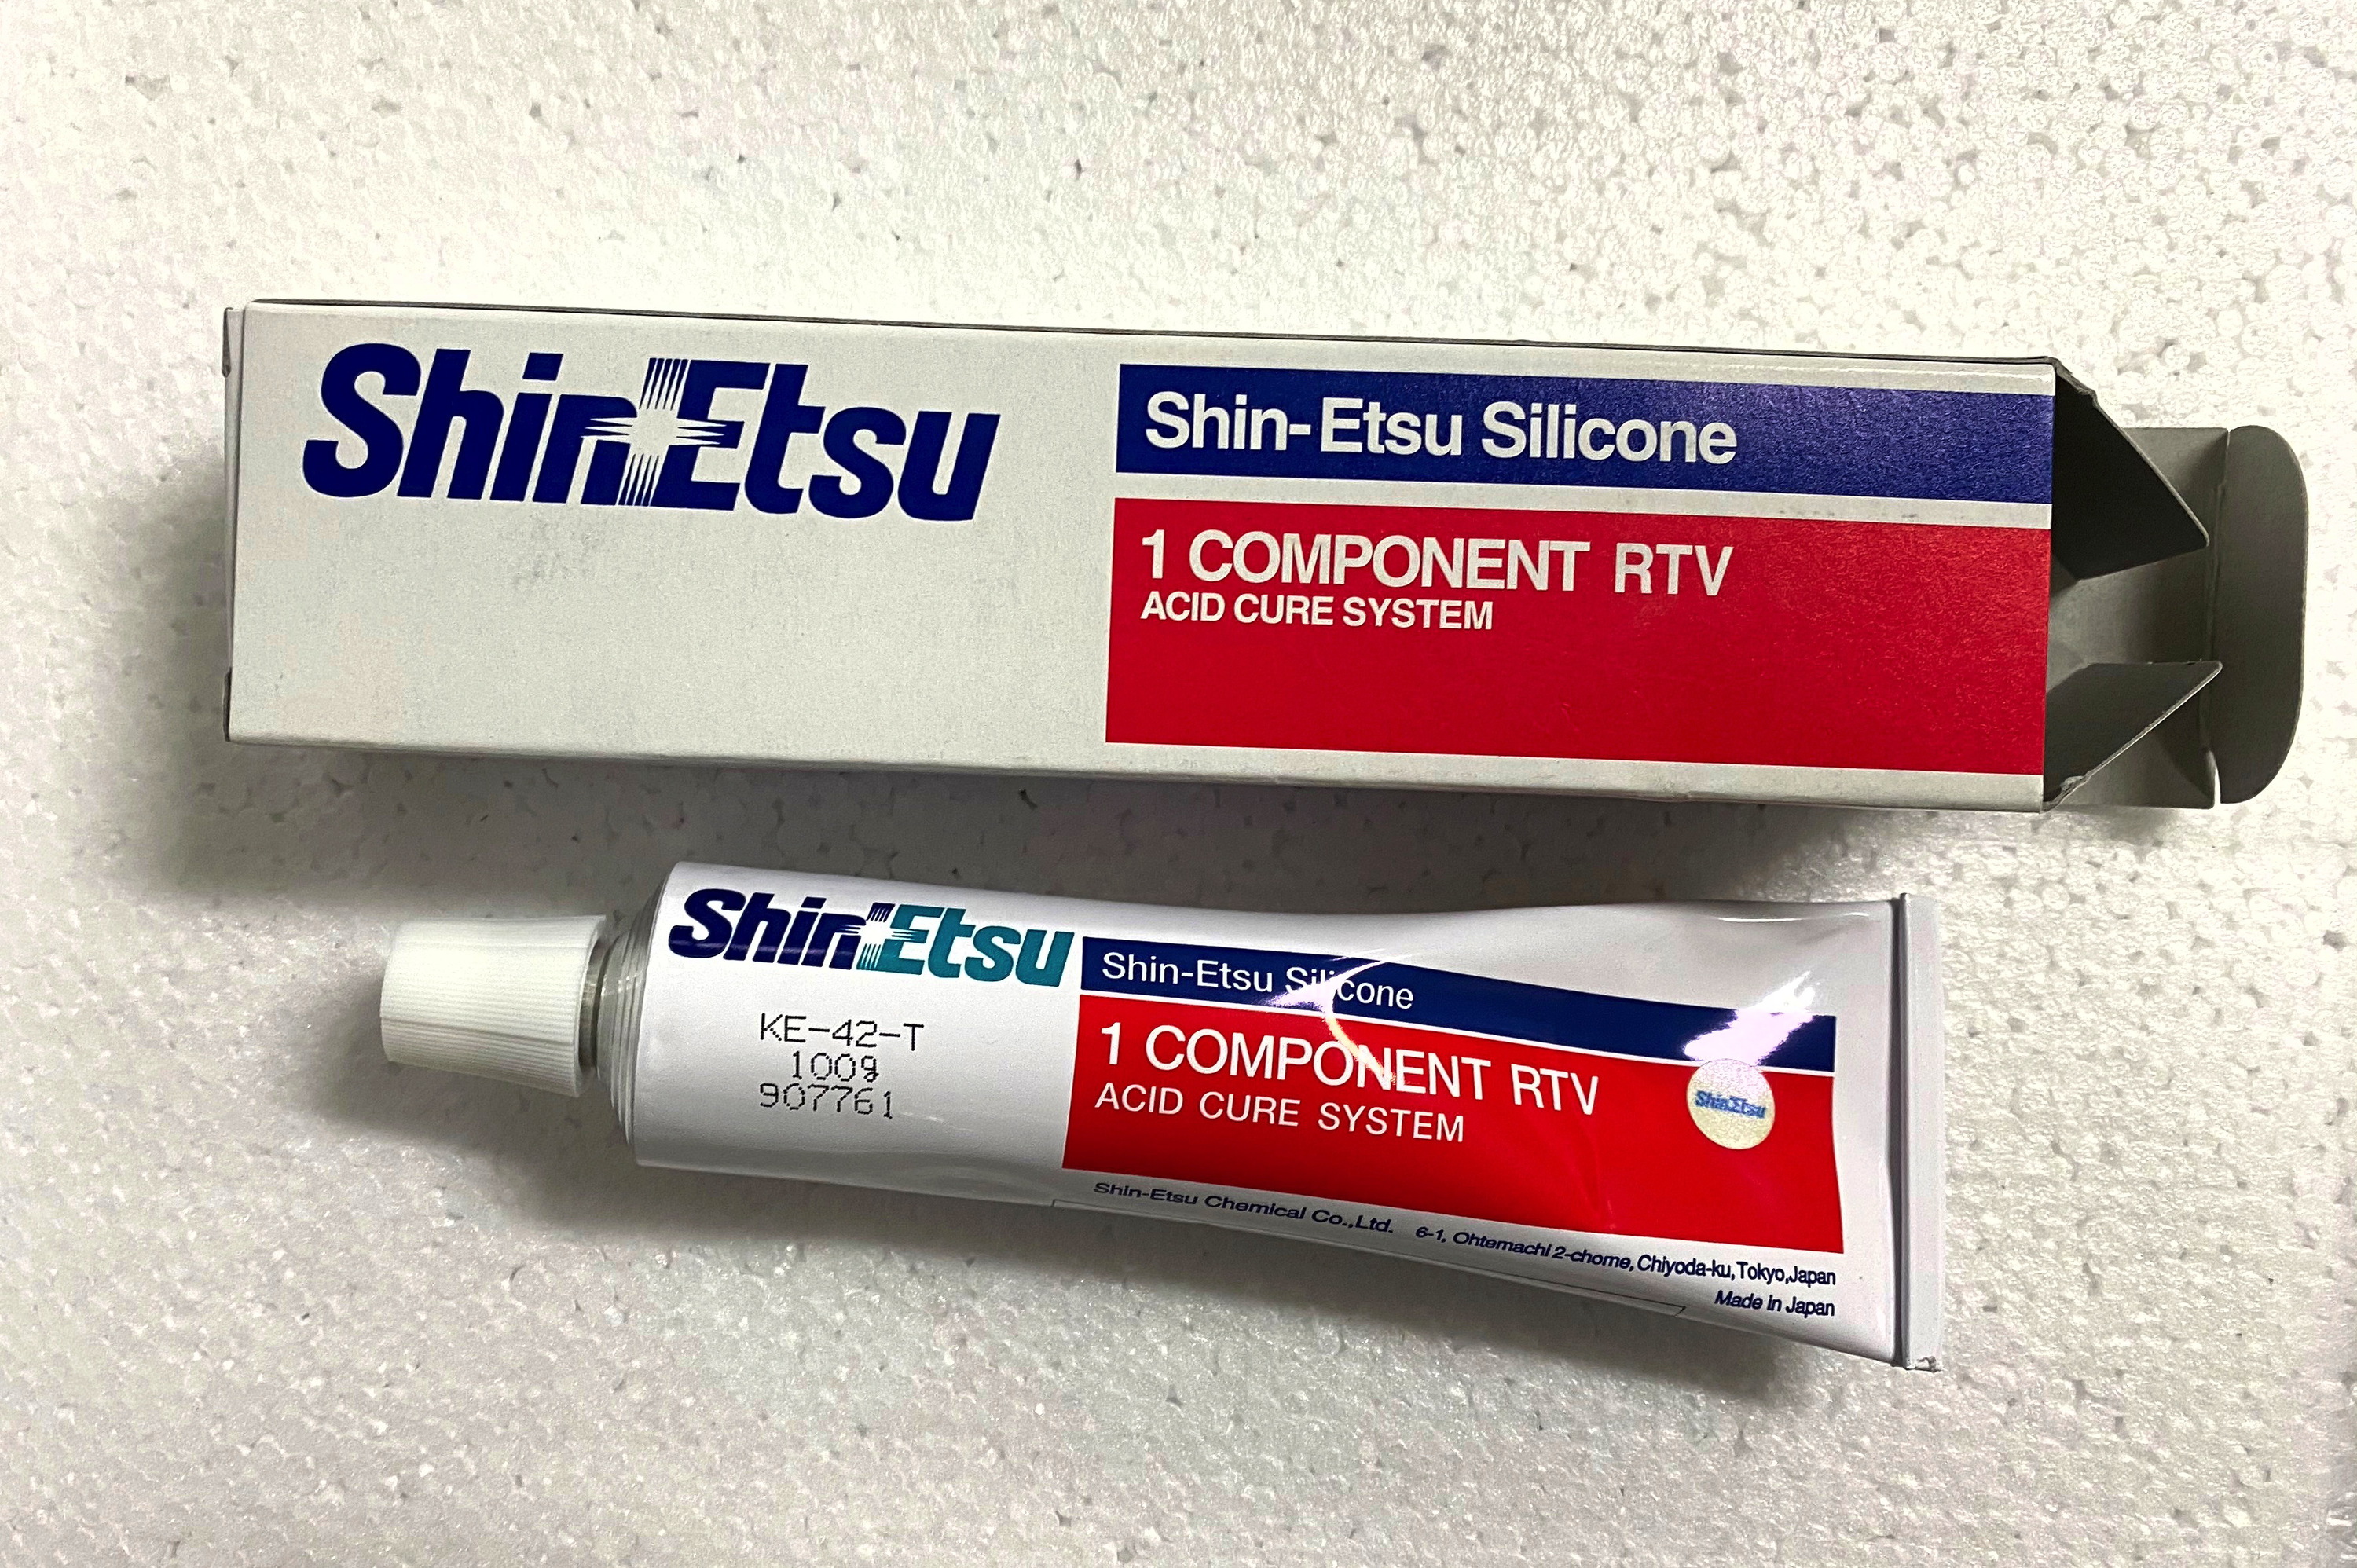 ShinEtsu
Shin-Etsu Silicone
1 COMPONENT RTV
ACID CURE SYSTEM
ShinEtsu
Shin-Etsu Silicone
KE-42-T
100g
907761
1 COMPONENT RTV
ACID CURE SYSTEM
ShinEtsu
Shin-Etsu Chemical Co.,Ltd. 6-1, Ohtemachi 2-chome, Chiyoda-ku, Tokyo, Japan
Made in Japan